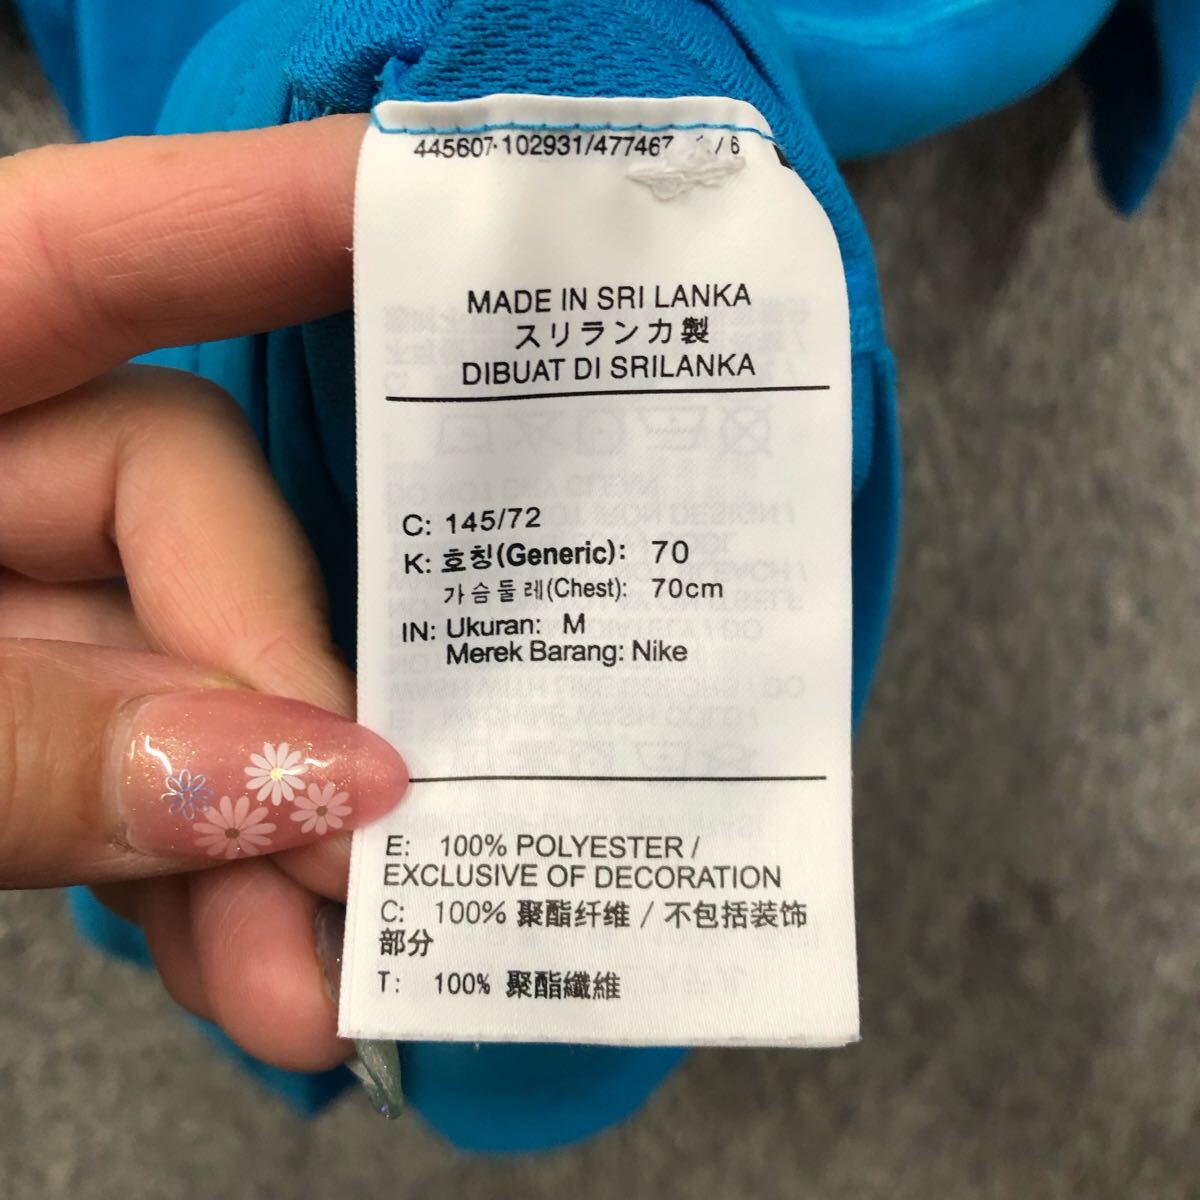 445607-102931/477467 / 6
MADE IN SRI LANKA
スリランカ製
DIBUAT DI SRILANKA
C: 145/72
K: 호칭(Generic): 70
가슴둘레(Chest): 70cm
IN: Ukuran: M
Merek Barang: Nike
E: 100% POLYESTER /
EXCLUSIVE OF DECORATION
C: 100% 聚酯纤维 / 不包括装饰
部分
T: 100% 聚酯纖維